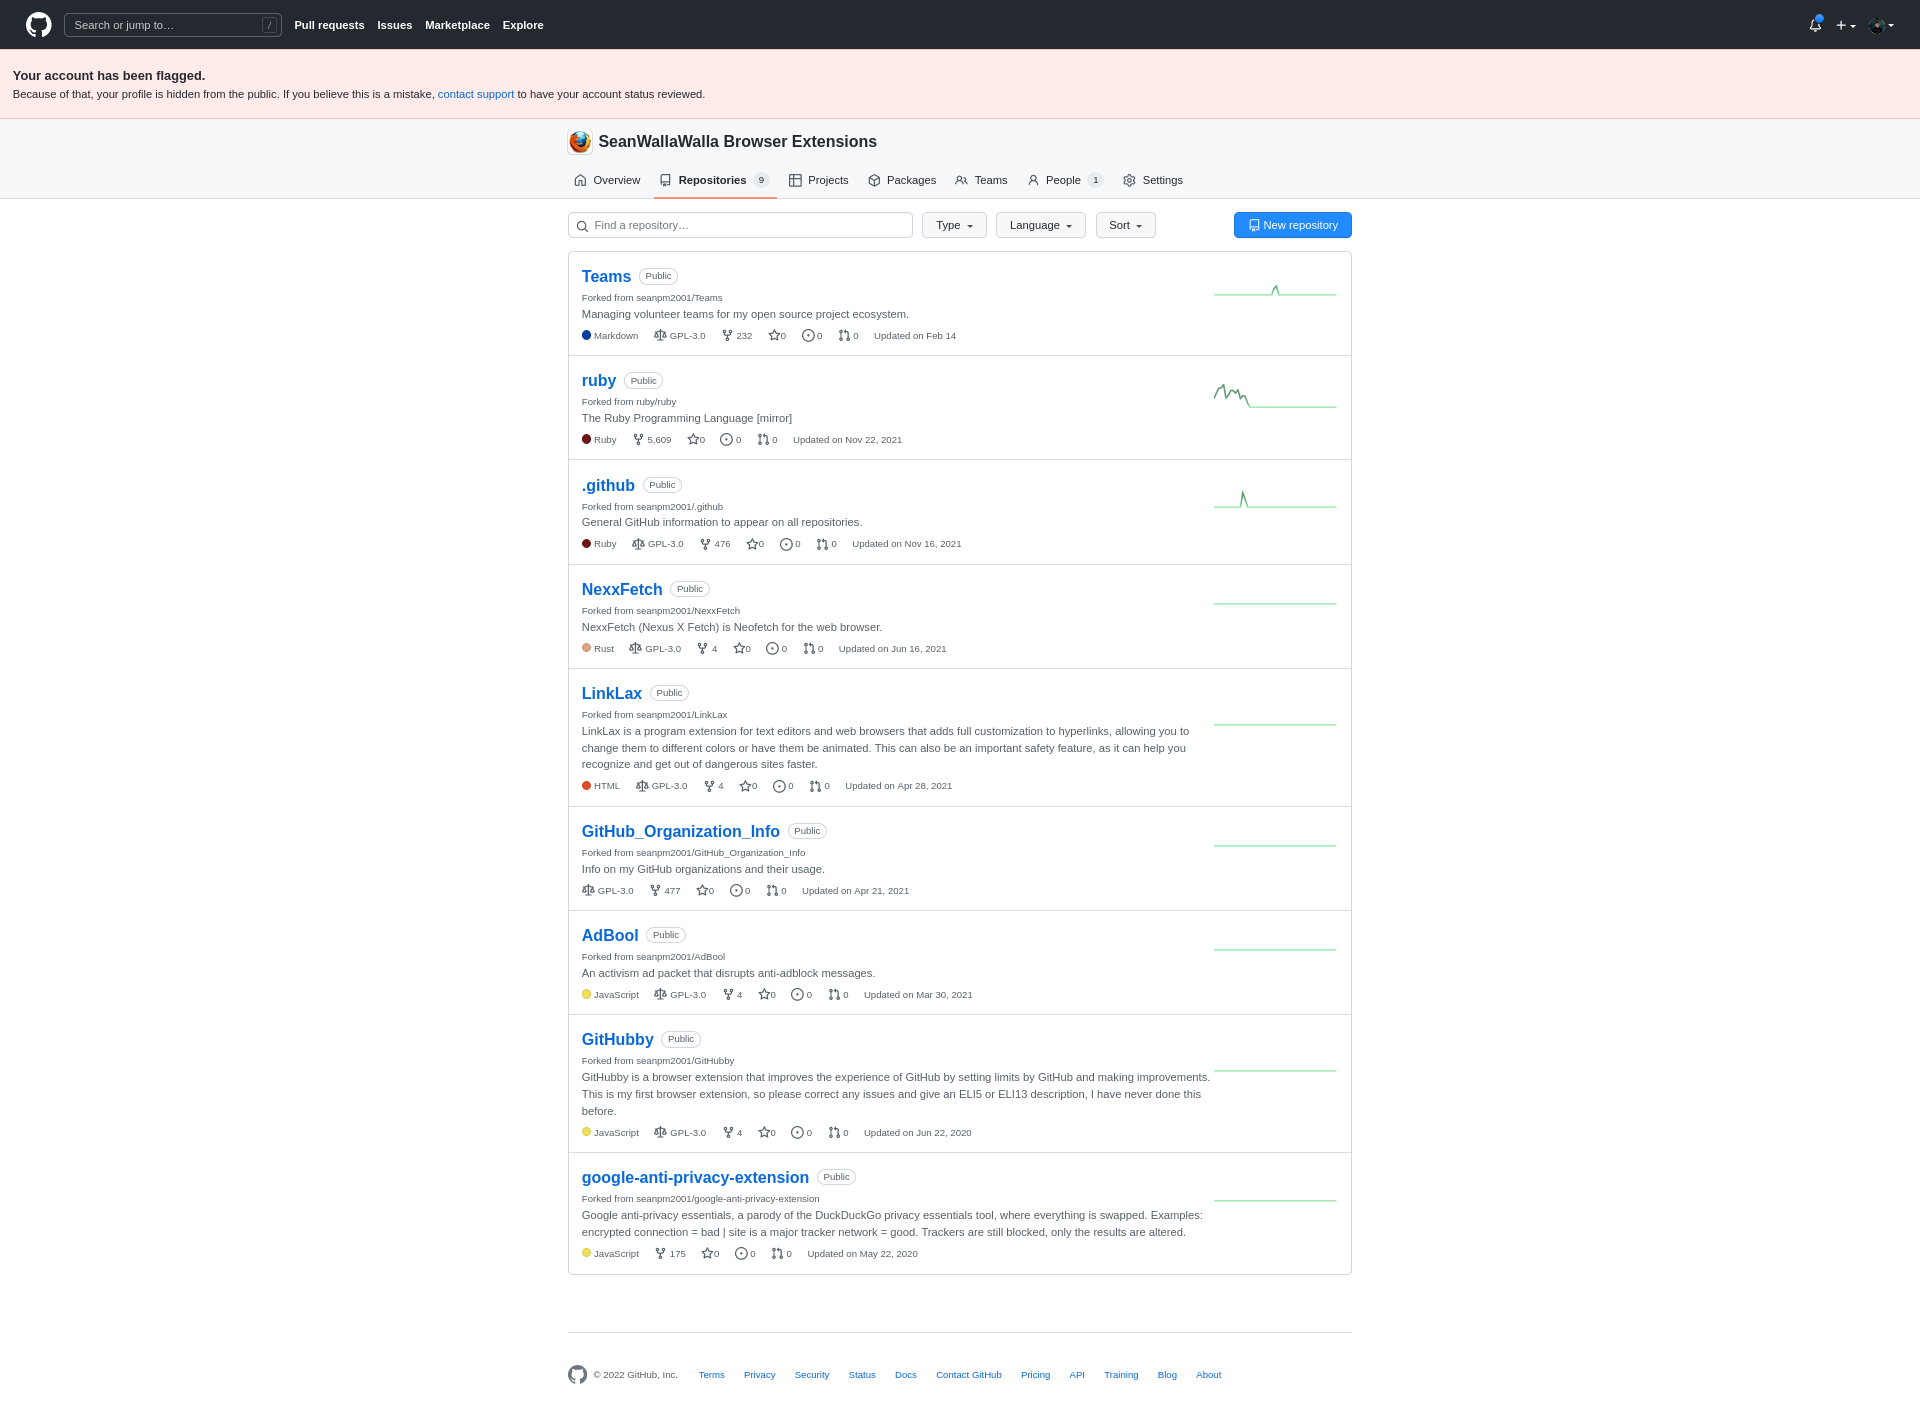 Search or jump to… /
Pull requests Issues Marketplace Explore
Your account has been flagged.
Because of that, your profile is hidden from the public. If you believe this is a mistake, contact support to have your account status reviewed.
SeanWallaWalla Browser Extensions
Overview Repositories 9 Projects Packages Teams People 1 Settings
Find a repository… Type Language Sort New repository
Teams Public
Forked from seanpm2001/Teams
Managing volunteer teams for my open source project ecosystem.
Markdown GPL-3.0 232 0 0 0 Updated on Feb 14
ruby Public
Forked from ruby/ruby
The Ruby Programming Language [mirror]
Ruby 5,609 0 0 0 Updated on Nov 22, 2021
.github Public
Forked from seanpm2001/.github
General GitHub information to appear on all repositories.
Ruby GPL-3.0 476 0 0 0 Updated on Nov 16, 2021
NexxFetch Public
Forked from seanpm2001/NexxFetch
NexxFetch (Nexus X Fetch) is Neofetch for the web browser.
Rust GPL-3.0 4 0 0 0 Updated on Jun 16, 2021
LinkLax Public
Forked from seanpm2001/LinkLax
LinkLax is a program extension for text editors and web browsers that adds full customization to hyperlinks, allowing you to
change them to different colors or have them be animated. This can also be an important safety feature, as it can help you
recognize and get out of dangerous sites faster.
HTML GPL-3.0 4 0 0 0 Updated on Apr 28, 2021
GitHub_Organization_Info Public
Forked from seanpm2001/GitHub_Organization_Info
Info on my GitHub organizations and their usage.
GPL-3.0 477 0 0 0 Updated on Apr 21, 2021
AdBool Public
Forked from seanpm2001/AdBool
An activism ad packet that disrupts anti-adblock messages.
JavaScript GPL-3.0 4 0 0 0 Updated on Mar 30, 2021
GitHubby Public
Forked from seanpm2001/GitHubby
GitHubby is a browser extension that improves the experience of GitHub by setting limits by GitHub and making improvements.
This is my first browser extension, so please correct any issues and give an ELI5 or ELI13 description, I have never done this
before.
JavaScript GPL-3.0 4 0 0 0 Updated on Jun 22, 2020
google-anti-privacy-extension Public
Forked from seanpm2001/google-anti-privacy-extension
Google anti-privacy essentials, a parody of the DuckDuckGo privacy essentials tool, where everything is swapped. Examples:
encrypted connection = bad | site is a major tracker network = good. Trackers are still blocked, only the results are altered.
JavaScript 175 0 0 0 Updated on May 22, 2020
© 2022 GitHub, Inc. Terms Privacy Security Status Docs Contact GitHub Pricing API Training Blog About